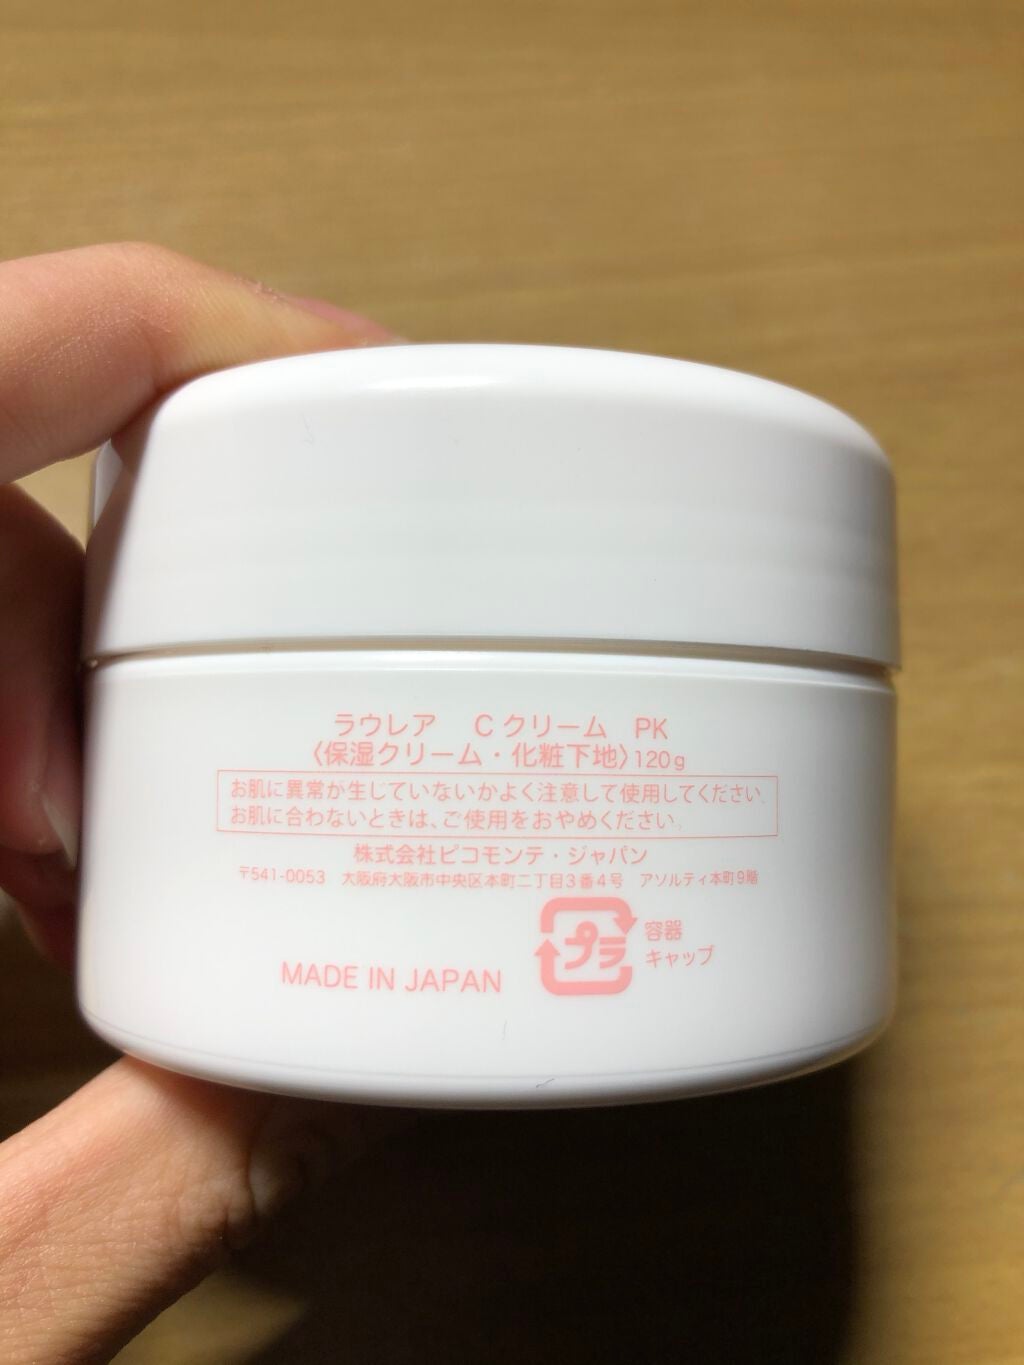 ラウレア　Cクリーム　PK
〈保湿クリーム・化粧下地〉120g
お肌に異常が生じていないかよく注意して使用してください。
お肌に合わないときは、ご使用をおやめください。
株式会社ピコモンテ・ジャパン
〒541-0053　大阪府大阪市中央区本町二丁目3番4号　アソルティ本町9階
プラ
容器
キャップ
MADE IN JAPAN